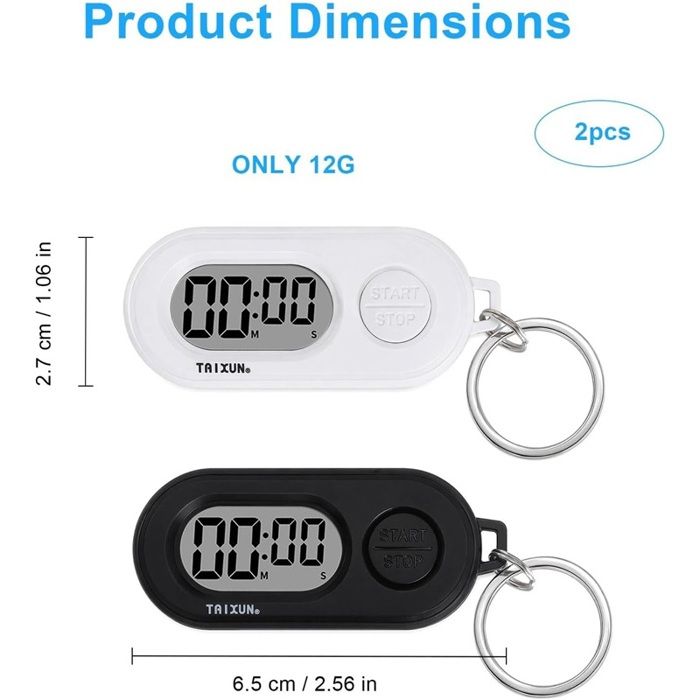 Product Dimensions
2pcs
ONLY 12G
2.7 cm / 1.06 in
00:00
M S
START
STOP
TAIXUN®
00:00
M S
START
STOP
TAIXUN®
6.5 cm / 2.56 in